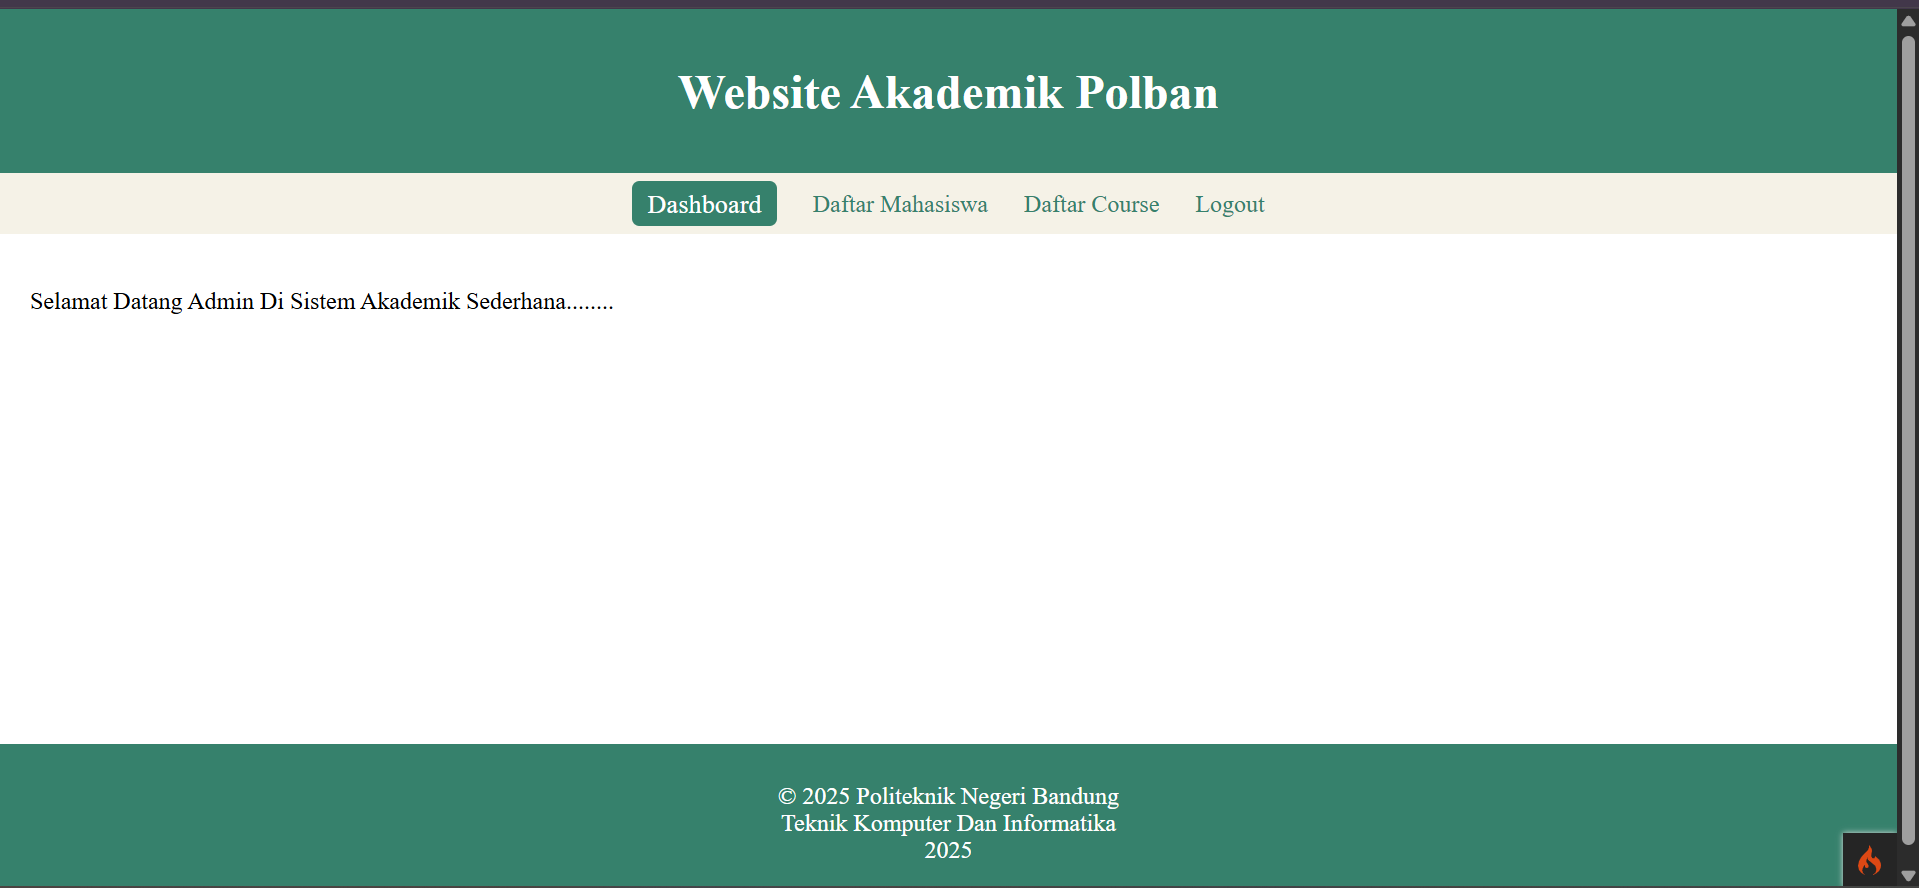 Website Akademik Polban
Dashboard Daftar Mahasiswa Daftar Course Logout
Selamat Datang Admin Di Sistem Akademik Sederhana........
© 2025 Politeknik Negeri Bandung
Teknik Komputer Dan Informatika
2025